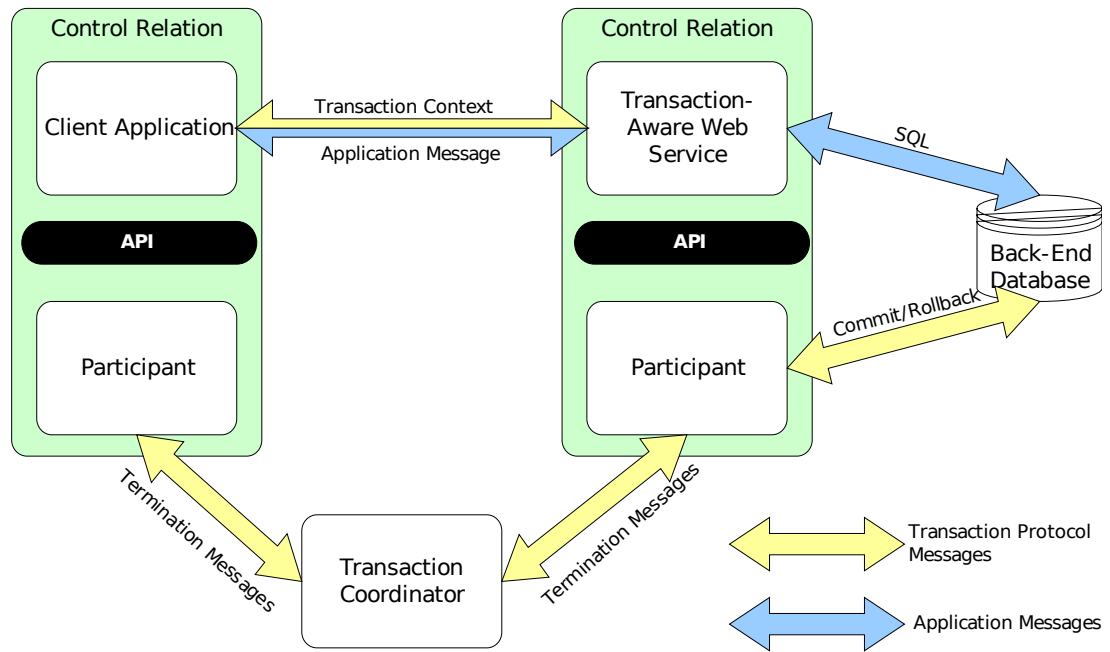 Control Relation
Control Relation
Client Application
Transaction Context
Application Message
Transaction-
Aware Web
Service
SQL
API
API
Back-End
Database
Commit/Rollback
Participant
Participant
Termination Messages
Termination Messages
Transaction
Coordinator
Transaction Protocol
Messages
Application Messages